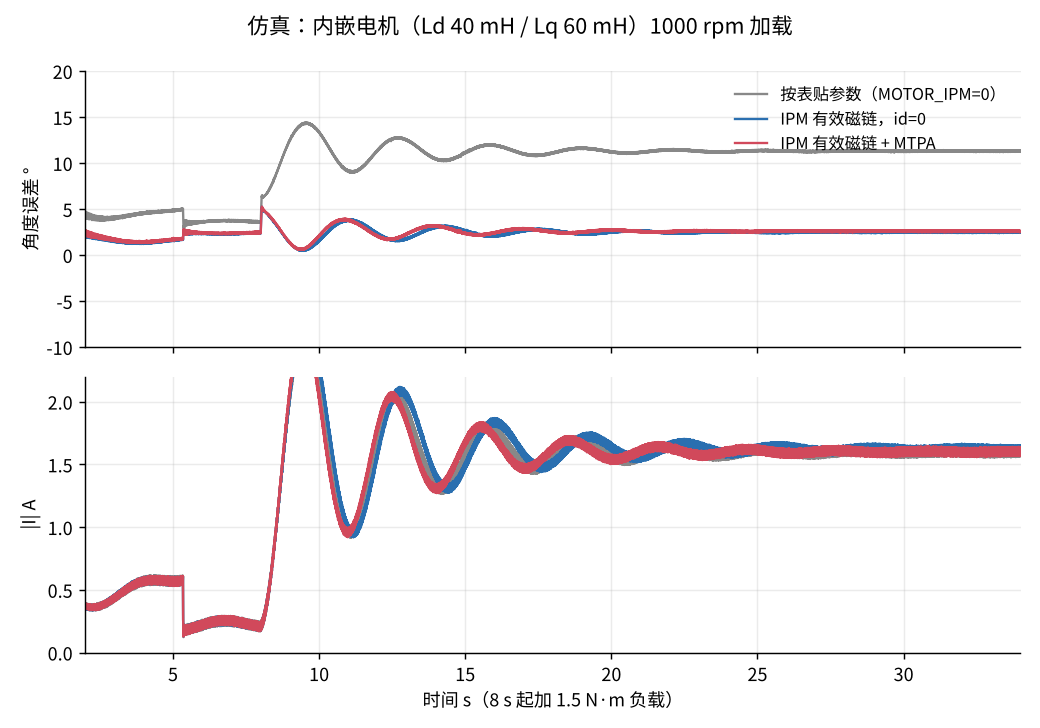 仿真：内嵌电机（Ld 40 mH / Lq 60 mH）1000 rpm 加载
20
15
10
5
0
-5
-10
角度误差 °
按表贴参数（MOTOR_IPM=0）
IPM 有效磁链，id=0
IPM 有效磁链 + MTPA
2.0
1.5
1.0
0.5
0.0
|I| A
5 10 15 20 25 30
时间 s（8 s 起加 1.5 N·m 负载）